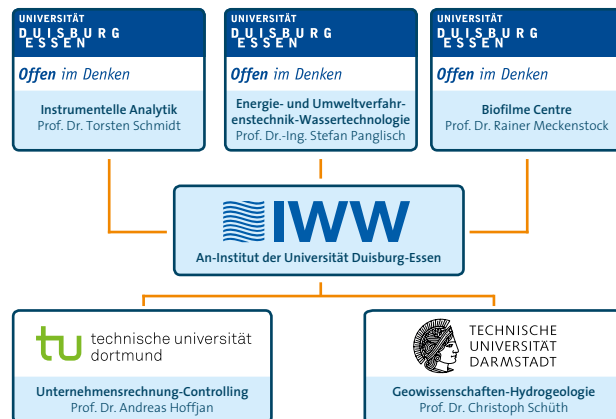 UNIVERSITÄT
DUISBURG
ESSEN
Offen im Denken
Instrumentelle Analytik
Prof. Dr. Torsten Schmidt
UNIVERSITÄT
DUISBURG
ESSEN
Offen im Denken
Energie- und Umweltverfahr-
enstechnik-Wassertechnologie
Prof. Dr.-Ing. Stefan Panglisch
UNIVERSITÄT
DUISBURG
ESSEN
Offen im Denken
Biofilme Centre
Prof. Dr. Rainer Meckenstock
IWW
An-Institut der Universität Duisburg-Essen
tu technische universität
dortmund
Unternehmensrechnung-Controlling
Prof. Dr. Andreas Hoffjan
TECHNISCHE
UNIVERSITÄT
DARMSTADT
Geowissenschaften-Hydrogeologie
Prof. Dr. Christoph Schüth